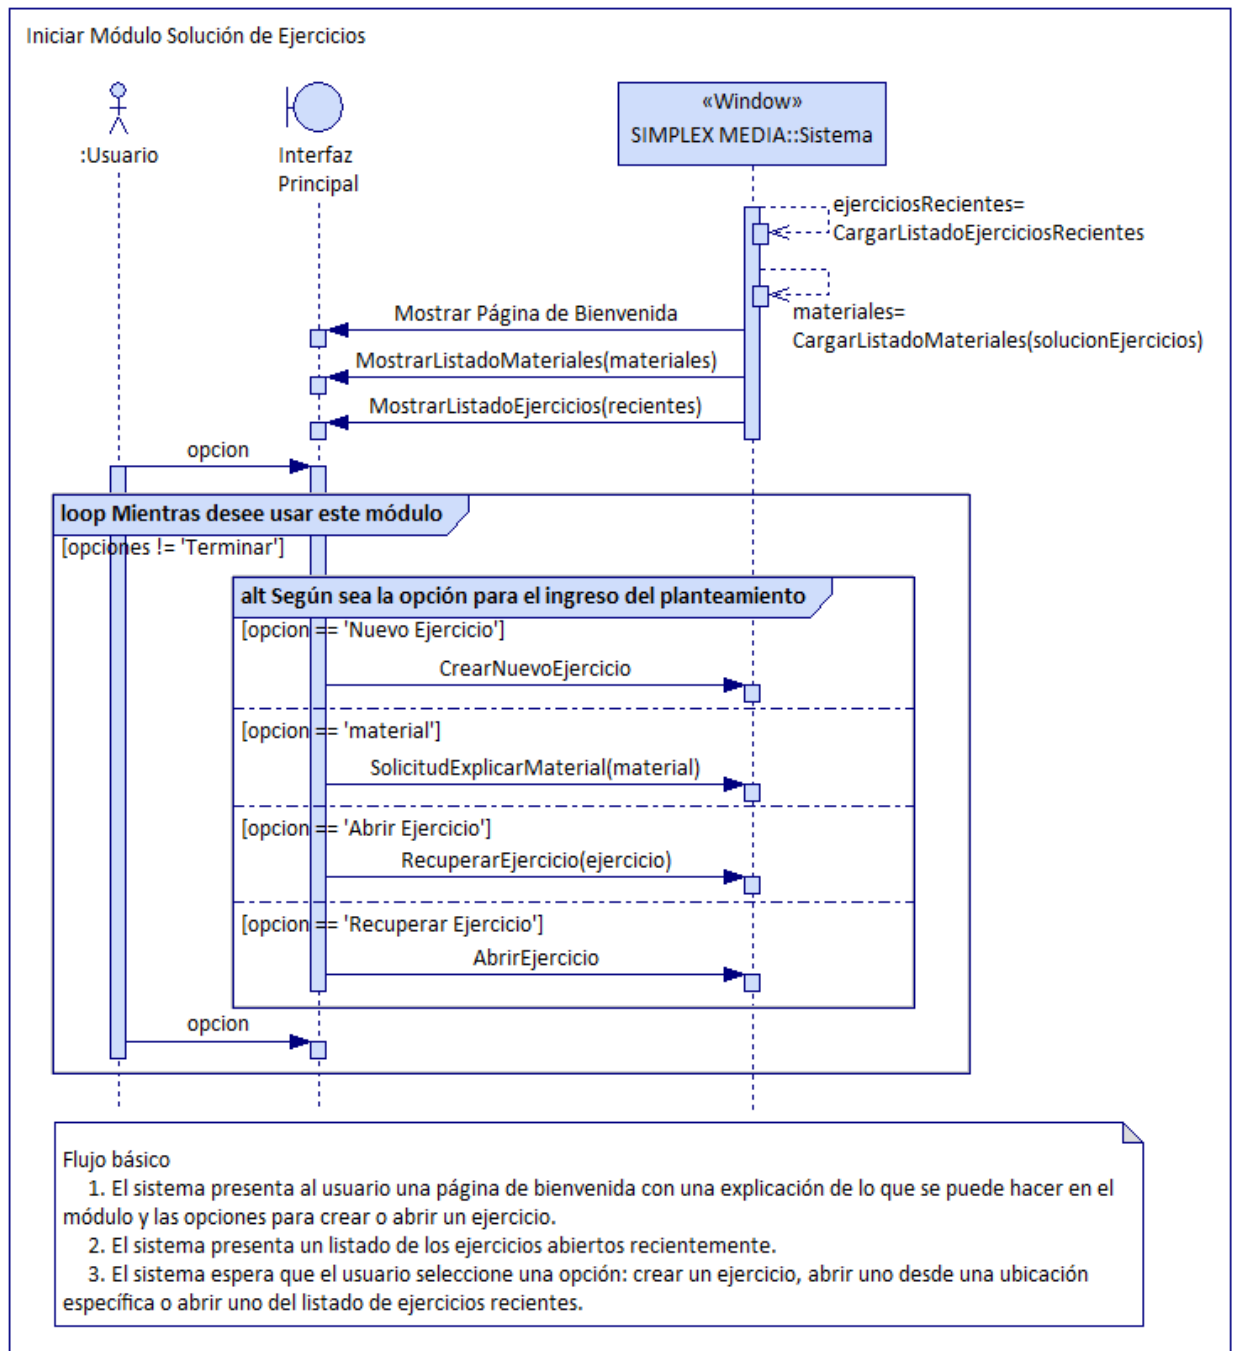 Iniciar Módulo Solución de Ejercicios
:Usuario
Interfaz
Principal
«Window»
SIMPLEX MEDIA::Sistema
ejerciciosRecientes=
CargarListadoEjerciciosRecientes
materiales=
CargarListadoMateriales(solucionEjercicios)
Mostrar Página de Bienvenida
MostrarListadoMateriales(materiales)
MostrarListadoEjercicios(recientes)
opcion
loop Mientras desee usar este módulo
[opciones != 'Terminar']
alt Según sea la opción para el ingreso del planteamiento
[opcion == 'Nuevo Ejercicio']
CrearNuevoEjercicio
[opcion == 'material']
SolicitudExplicarMaterial(material)
[opcion == 'Abrir Ejercicio']
RecuperarEjercicio(ejercicio)
[opcion == 'Recuperar Ejercicio']
AbrirEjercicio
opcion
Flujo básico
1. El sistema presenta al usuario una página de bienvenida con una explicación de lo que se puede hacer en el
módulo y las opciones para crear o abrir un ejercicio.
2. El sistema presenta un listado de los ejercicios abiertos recientemente.
3. El sistema espera que el usuario seleccione una opción: crear un ejercicio, abrir uno desde una ubicación
específica o abrir uno del listado de ejercicios recientes.